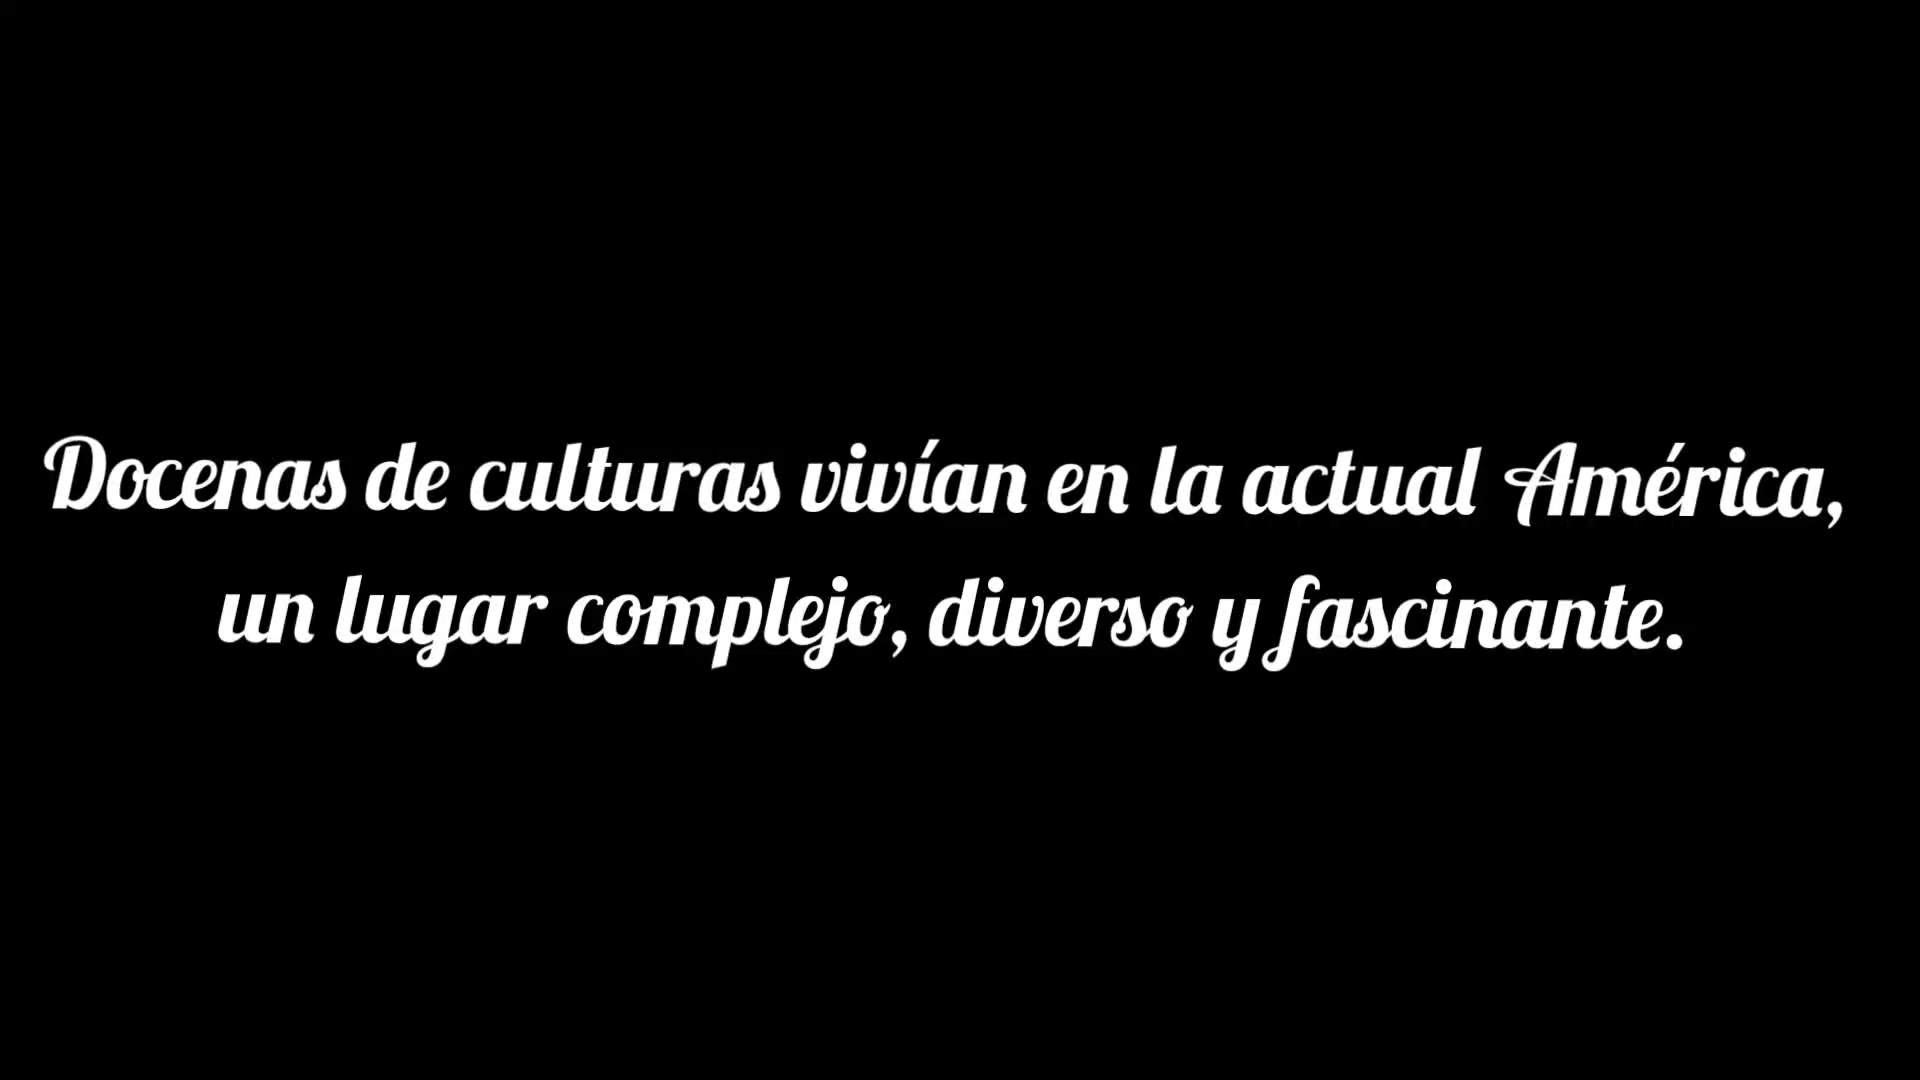 Docenas de culturas vivían en la actual América,
un lugar complejo, diverso y fascinante.